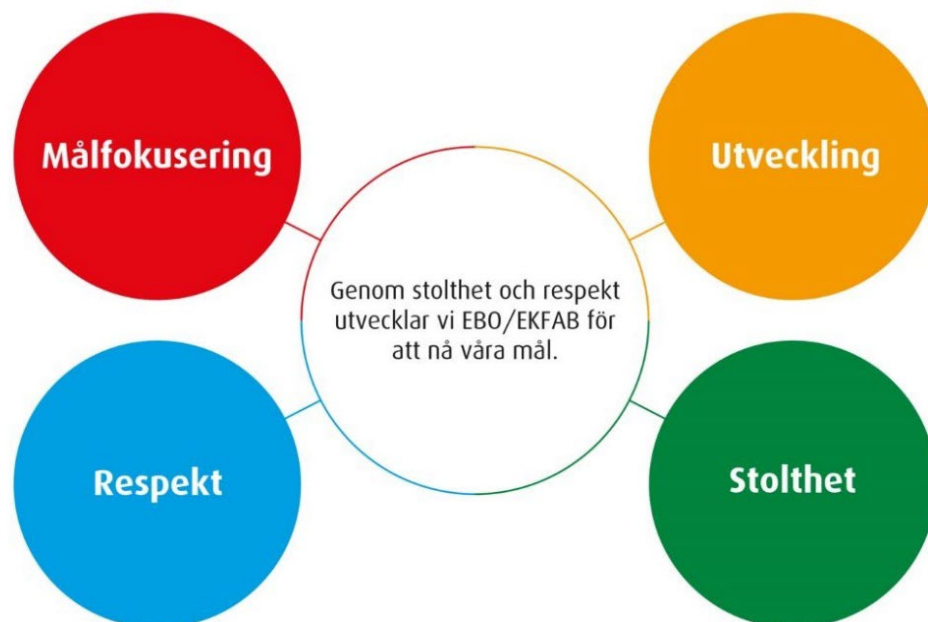 Målfokusering
Utveckling
Genom stolthet och respekt
utvecklar vi EBO/EKFAB för
att nå våra mål.
Respekt
Stolthet